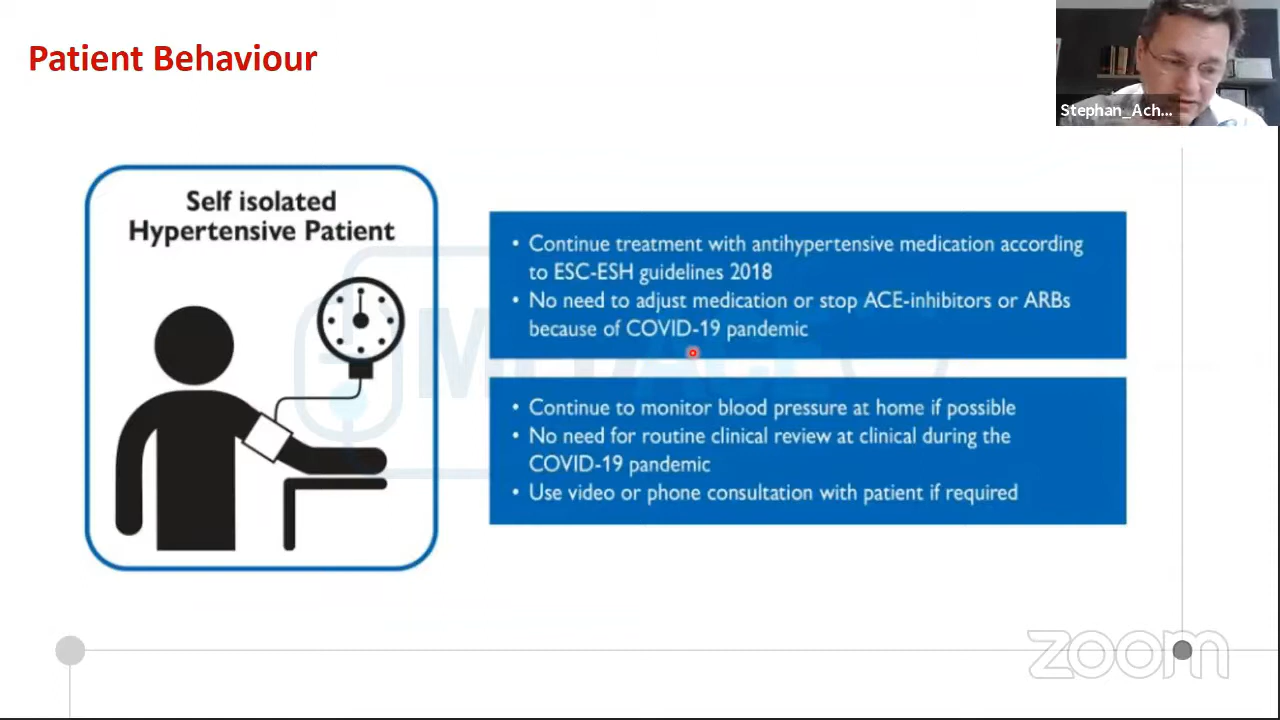 Patient Behaviour
Stephan_Ach...
Self isolated
Hypertensive Patient
• Continue treatment with antihypertensive medication according
to ESC-ESH guidelines 2018
• No need to adjust medication or stop ACE-inhibitors or ARBs
because of COVID-19 pandemic
• Continue to monitor blood pressure at home if possible
• No need for routine clinical review at clinical during the
COVID-19 pandemic
• Use video or phone consultation with patient if required
zoom